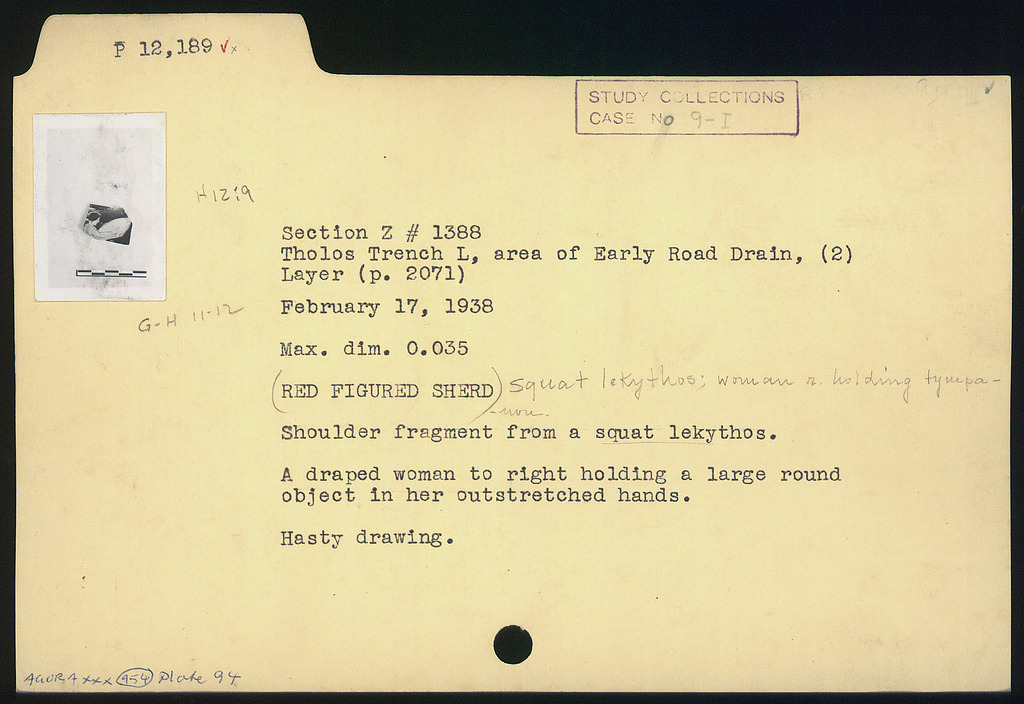 P 12,189
STUDY COLLECTIONS
CASE No 9-I
H 12:9
Section Z # 1388
Tholos Trench L, area of Early Road Drain, (2)
Layer (p. 2071)
G-H 11-12
February 17, 1938
Max. dim. 0.035
(RED FIGURED SHERD) squat lekythos; woman r. holding tympa-
-non.
Shoulder fragment from a squat lekythos.
A draped woman to right holding a large round
object in her outstretched hands.
Hasty drawing.
AGORA XXX 954 Plate 94